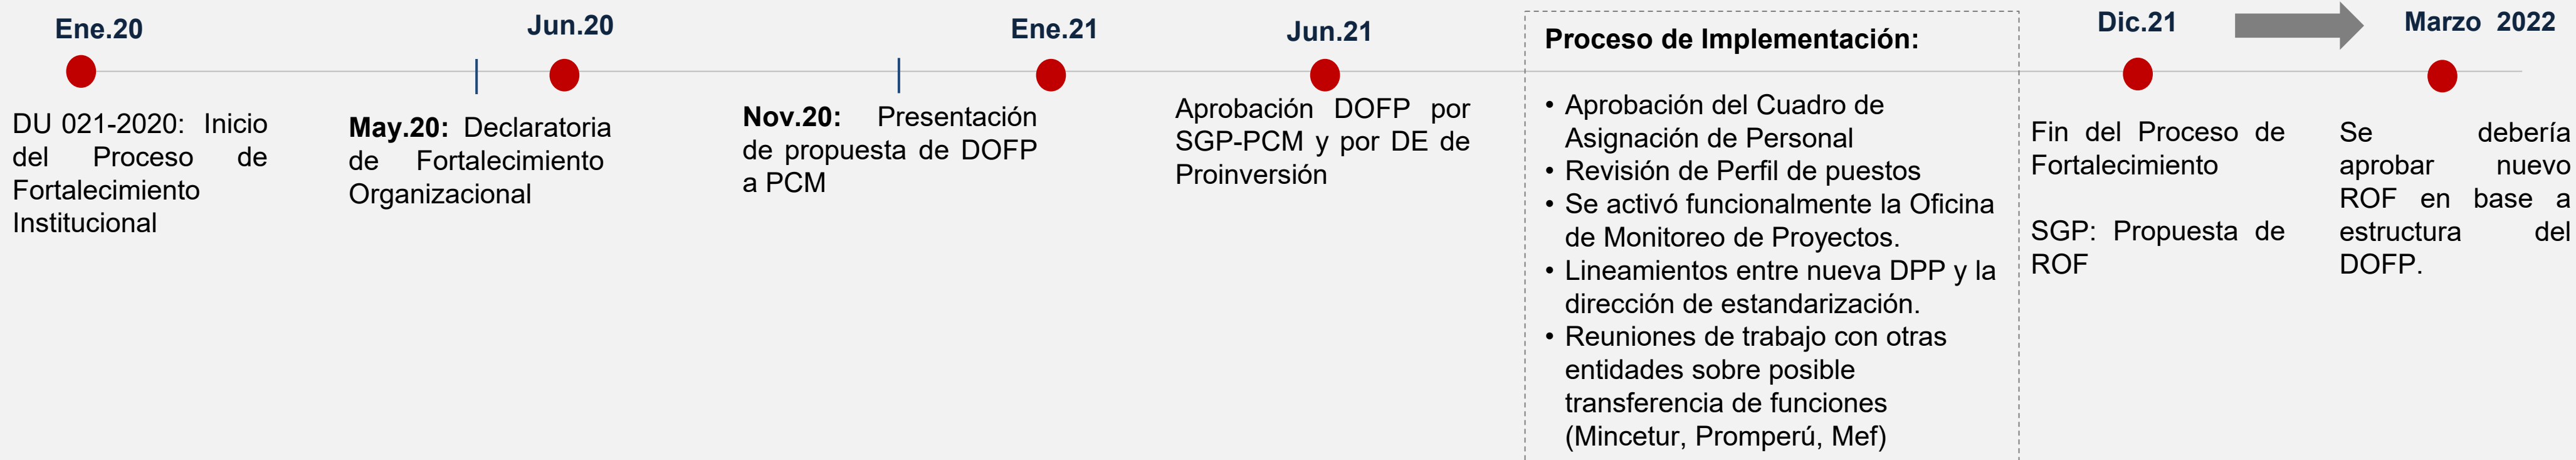 Ene.20
DU 021-2020: Inicio
del Proceso de
Fortalecimiento
Institucional
Jun.20
May.20: Declaratoria
de Fortalecimiento
Organizacional
Nov.20: Presentación
de propuesta de DOFP
a PCM
Ene.21
Jun.21
Aprobación DOFP por
SGP-PCM y por DE de
Proinversión
Proceso de Implementación:
• Aprobación del Cuadro de
Asignación de Personal
• Revisión de Perfil de puestos
• Se activó funcionalmente la Oficina
de Monitoreo de Proyectos.
• Lineamientos entre nueva DPP y la
dirección de estandarización.
• Reuniones de trabajo con otras
entidades sobre posible
transferencia de funciones
(Mincetur, Promperú, Mef)
Dic.21
Fin del Proceso de
Fortalecimiento
SGP: Propuesta de
ROF
Marzo 2022
Se debería
aprobar nuevo
ROF en base a
estructura del
DOFP.